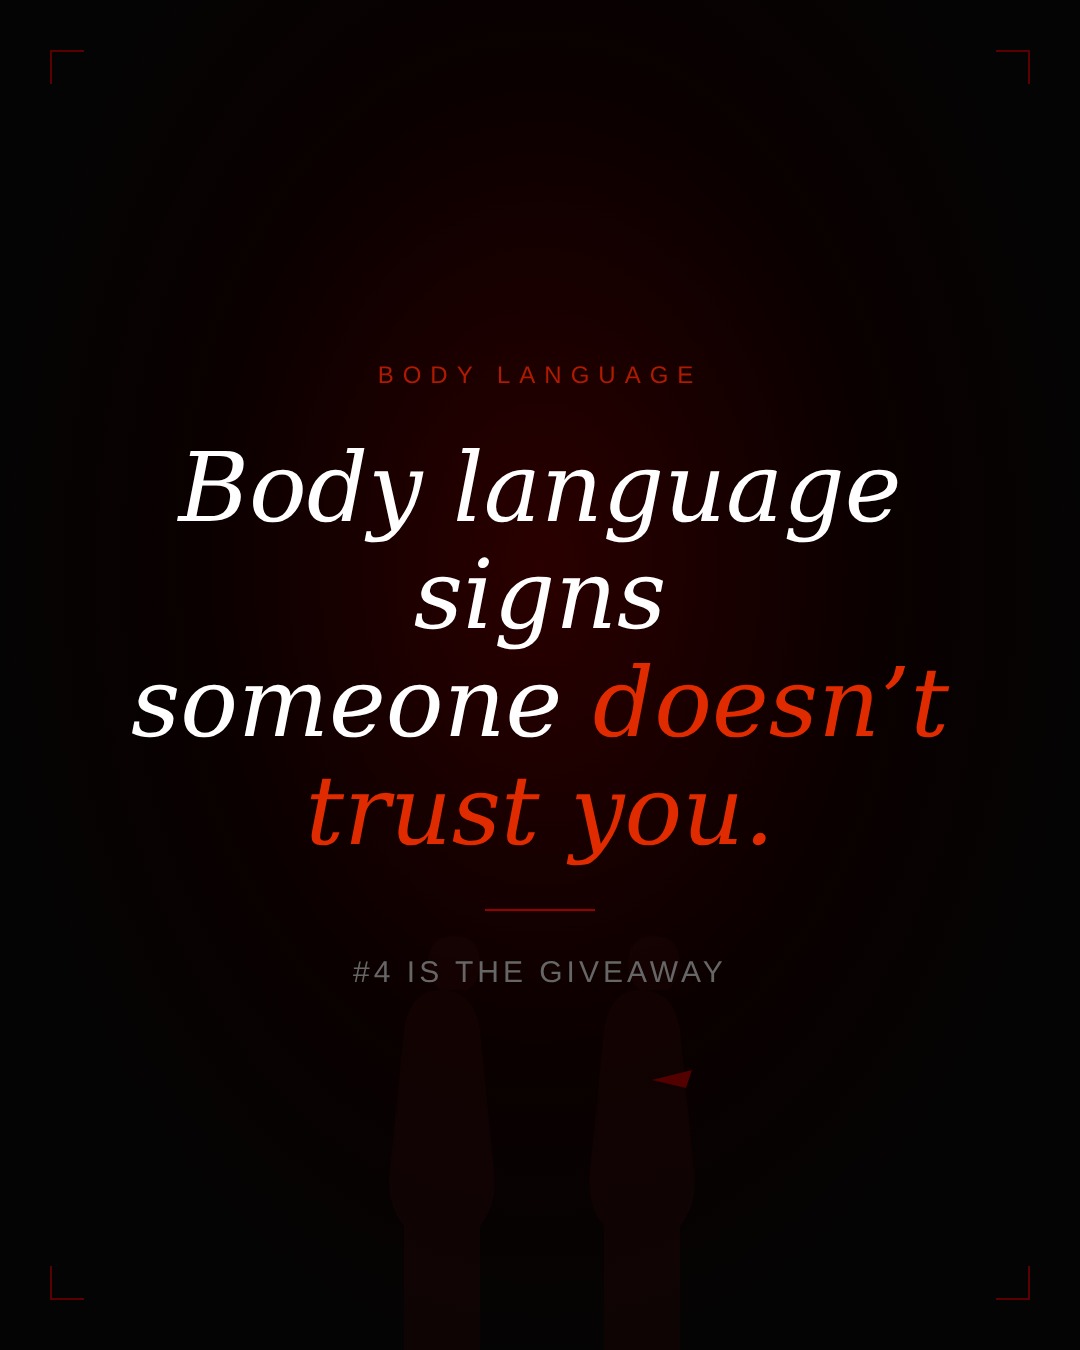 BODY LANGUAGE
Body language
signs
someone doesn’t
trust you.
#4 IS THE GIVEAWAY